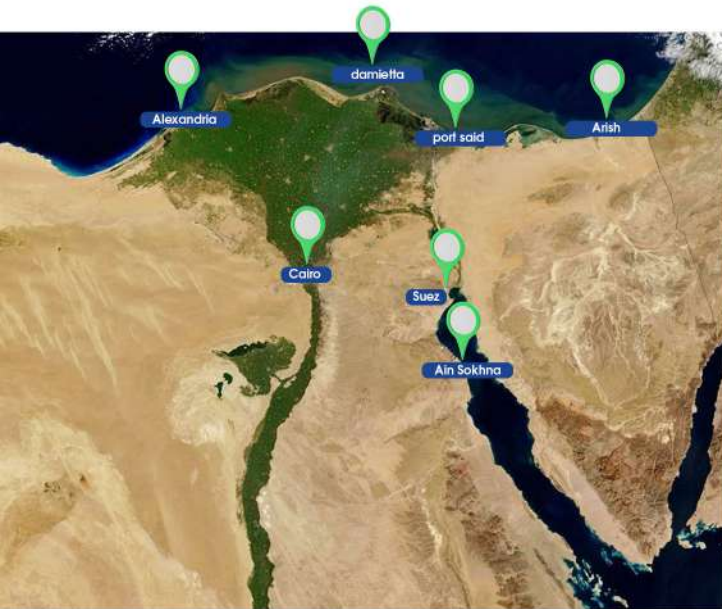 damietta
Alexandria
port said
Arish
Cairo
Suez
Ain Sokhna